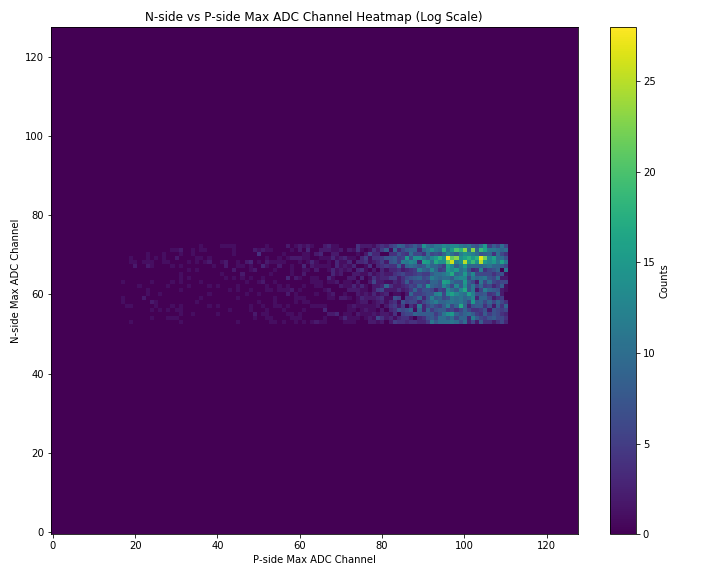 N-side vs P-side Max ADC Channel Heatmap (Log Scale)
120
100
80
60
40
20
0
N-side Max ADC Channel
0 20 40 60 80 100 120
P-side Max ADC Channel
25
20
15
10
5
0
Counts